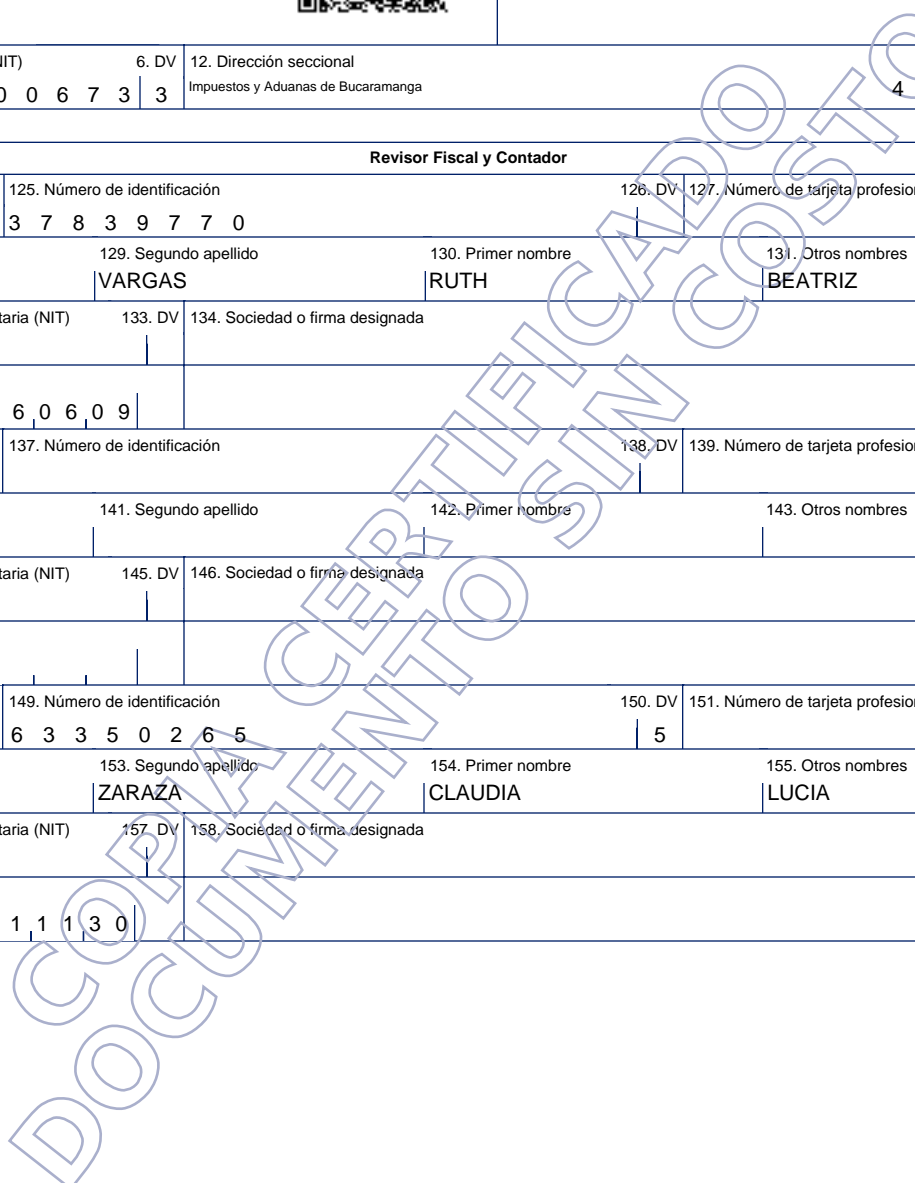 NIT) 6. DV 12. Dirección seccional
0 0 6 7 3 3 Impuestos y Aduanas de Bucaramanga 4
Revisor Fiscal y Contador
125. Número de identificación 126. DV 127. Número de tarjeta profesion
3 7 8 3 9 7 7 0
129. Segundo apellido 130. Primer nombre 131. Otros nombres
VARGAS RUTH BEATRIZ
taria (NIT) 133. DV 134. Sociedad o firma designada
6 0 6 0 9
137. Número de identificación 138. DV 139. Número de tarjeta profesion
141. Segundo apellido 142. Primer nombre 143. Otros nombres
taria (NIT) 145. DV 146. Sociedad o firma designada
149. Número de identificación 150. DV 151. Número de tarjeta profesion
6 3 3 5 0 2 6 5 5
153. Segundo apellido 154. Primer nombre 155. Otros nombres
ZARAZA CLAUDIA LUCIA
taria (NIT) 157. DV 158. Sociedad o firma designada
1 1 1 3 0
COPIA CERTIFICADO
DOCUMENTO SIN COSTO